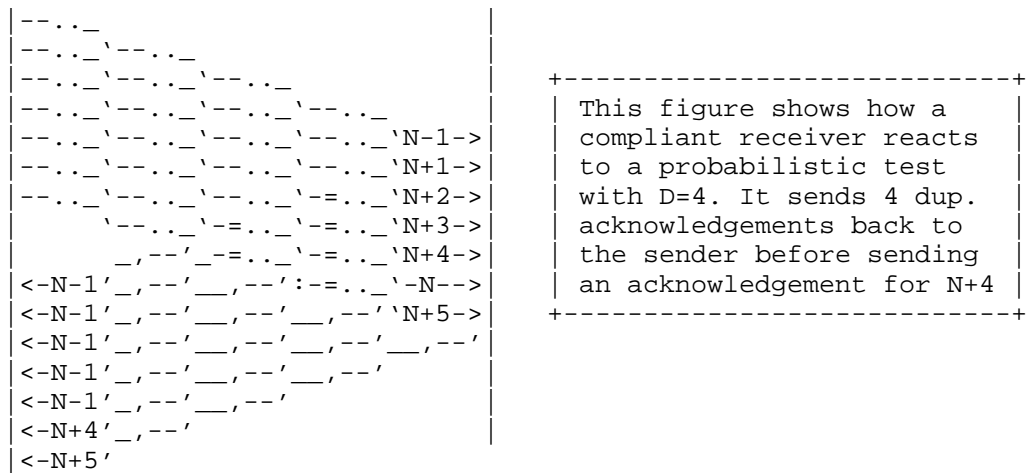 |--.._                         |
|--.._`--.._                   |
|--.._`--.._`--.._             |   +----------------------------+
|--.._`--.._`--.._`--.._       |   | This figure shows how a    |
|--.._`--.._`--.._`--.._`N-1->|   | compliant receiver reacts  |
|--.._`--.._`--.._`--.._`N+1->|   | to a probabilistic test    |
|--.._`--.._`--.._`-=.._`N+2->|   | with D=4. It sends 4 dup.  |
|     `--.._`-=.._`-=.._`N+3->|   | acknowledgements back to   |
|      _,--'_-=.._`-=.._`N+4->|   | the sender before sending  |
|<-N-1'_,--'__,--':-=.._`-N-->|   | an acknowledgement for N+4 |
|<-N-1'_,--'__,--'__,--'`N+5->|   +----------------------------+
|<-N-1'_,--'__,--'__,--'__,--'|
|<-N-1'_,--'__,--'__,--'      |
|<-N-1'_,--'__,--'            |
|<-N+4'_,--'                  |
|<-N+5'